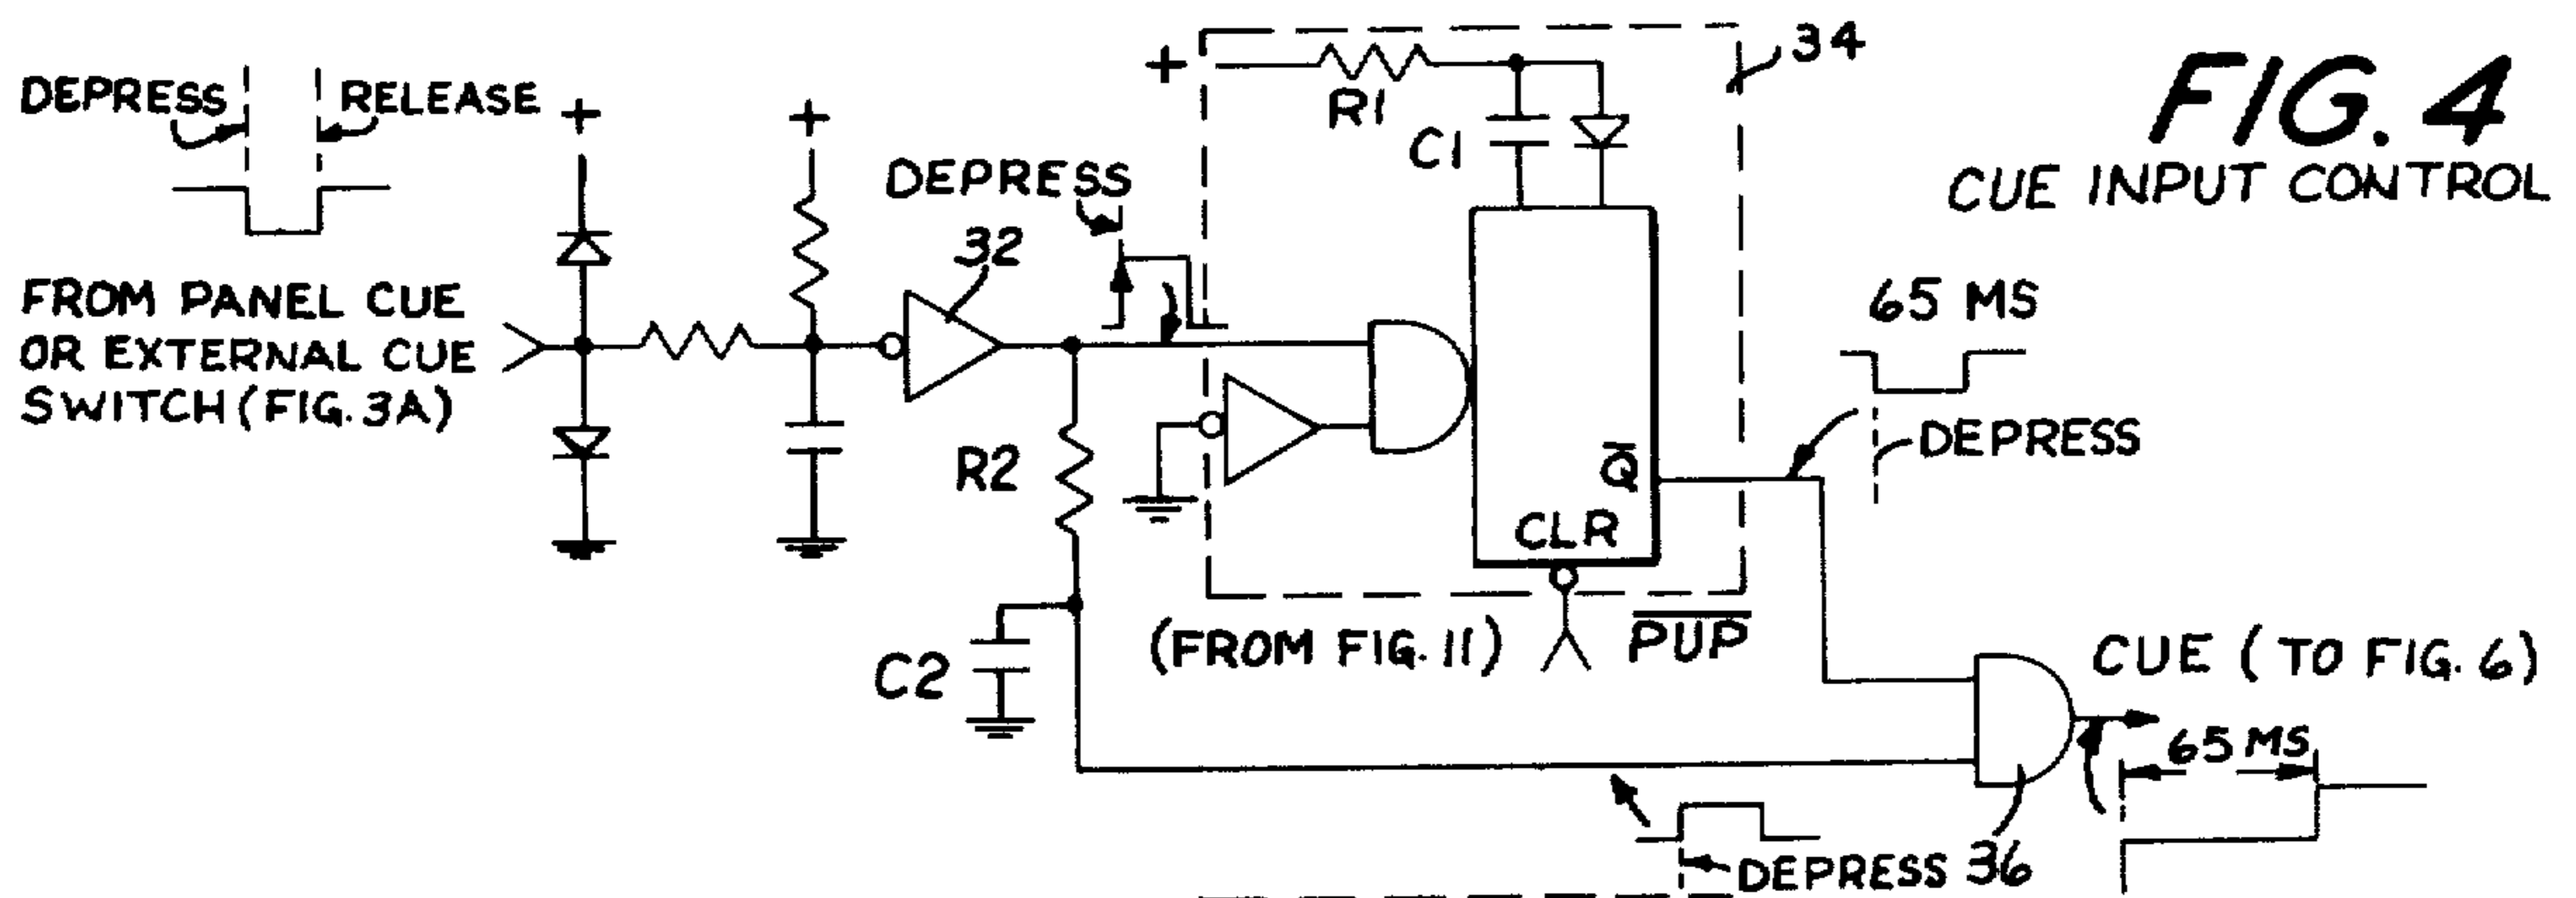 FIG. 4
CUE INPUT CONTROL
DEPRESS
RELEASE
+
+
+
R1
C1
34
DEPRESS
32
FROM PANEL CUE
OR EXTERNAL CUE
SWITCH (FIG. 3A)
R2
Q̅
CLR
65 MS
DEPRESS
C2
(FROM FIG. 11)
P̅U̅P̅
CUE (TO FIG. 6)
65 MS
DEPRESS
36